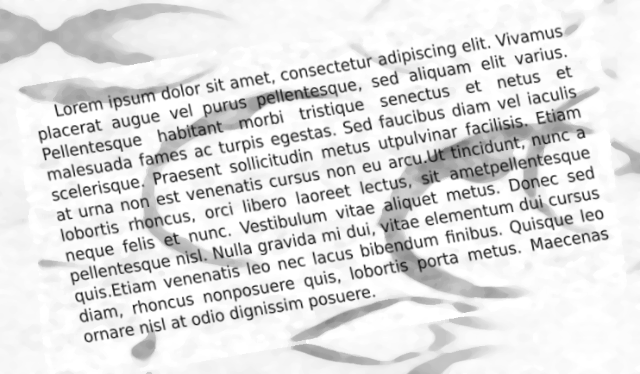 Lorem ipsum dolor sit amet, consectetur adipiscing elit. Vivamus
placerat augue vel purus pellentesque, sed aliquam elit varius.
Pellentesque habitant morbi tristique senectus et netus et
malesuada fames ac turpis egestas. Sed faucibus diam vel iaculis
scelerisque. Praesent sollicitudin metus utpulvinar facilisis. Etiam
at urna non est venenatis cursus non eu arcu.Ut tincidunt, nunc a
lobortis rhoncus, orci libero laoreet lectus, sit ametpellentesque
neque felis et nunc. Vestibulum vitae aliquet metus. Donec sed
pellentesque nisl. Nulla gravida mi dui, vitae elementum dui cursus
quis.Etiam venenatis leo nec lacus bibendum finibus. Quisque leo
diam, rhoncus nonposuere quis, lobortis porta metus. Maecenas
ornare nisl at odio dignissim posuere.